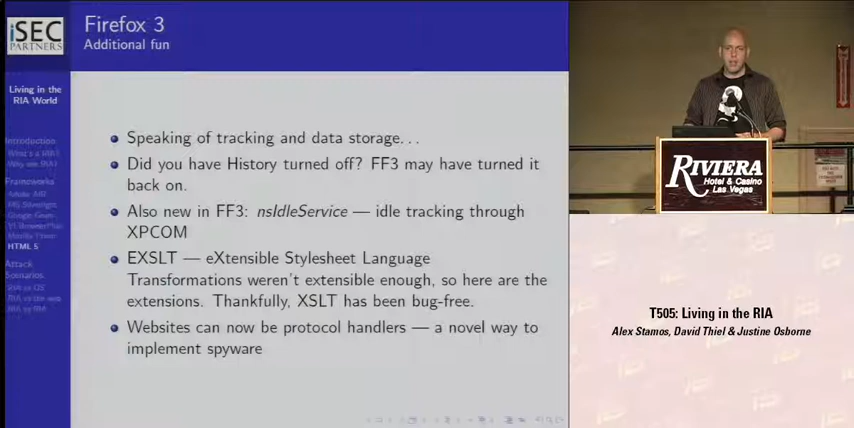 iSEC
PARTNERS
Firefox 3
Additional fun
Living in the
RIA World
Introduction
What's a RIA?
Why use RIA?
Frameworks
Adobe AIR
MS Silverlight
Google Gears
Y! BrowserPlus
Mozilla Prism
HTML 5
Attack
Scenarios
RIA vs OS
RIA vs the web
RIA vs RIA
Speaking of tracking and data storage. . .
Did you have History turned off? FF3 may have turned it
back on.
Also new in FF3: nsIdleService — idle tracking through
XPCOM
EXSLT — eXtensible Stylesheet Language
Transformations weren't extensible enough, so here are the
extensions. Thankfully, XSLT has been bug-free.
Websites can now be protocol handlers — a novel way to
implement spyware
RIVIERA
Hotel & Casino
Las Vegas
T505: Living in the RIA
Alex Stamos, David Thiel & Justine Osborne